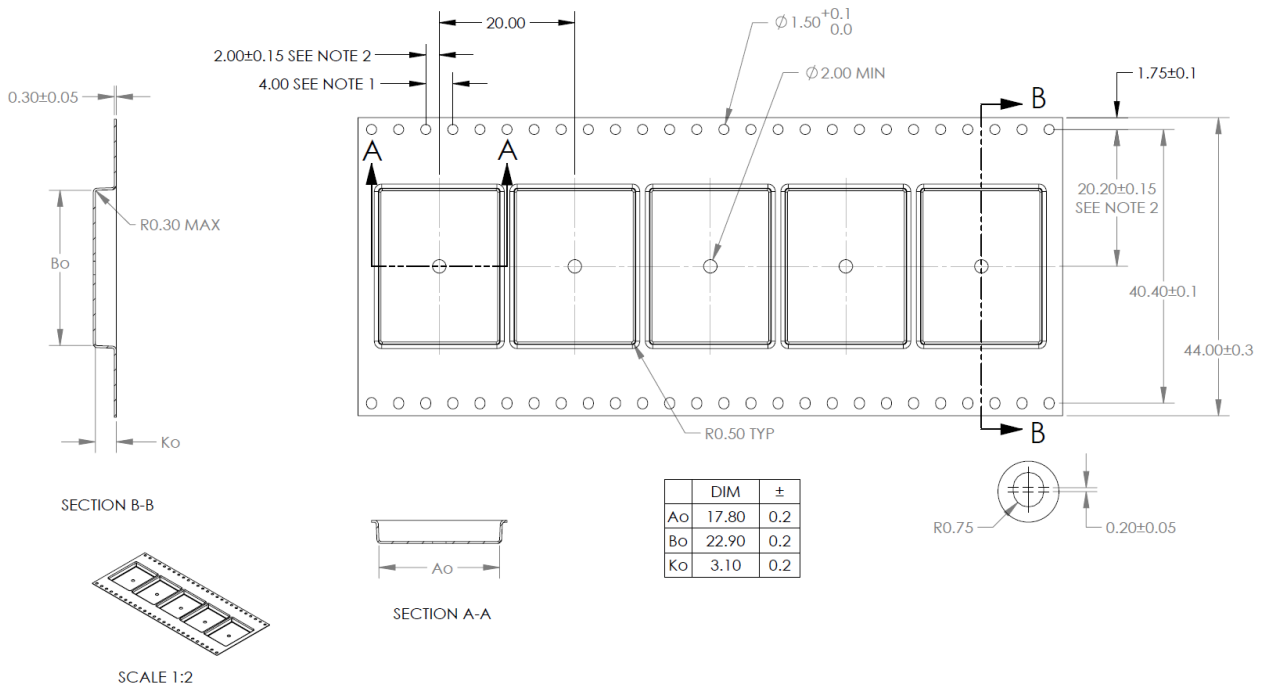 20.00
2.00±0.15 SEE NOTE 2
4.00 SEE NOTE 1
Ø1.50 +0.1
0.0
Ø2.00 MIN
1.75±0.1
0.30±0.05
B
A A
20.20±0.15
SEE NOTE 2
R0.30 MAX
Bo
40.40±0.1
44.00±0.3
B
R0.50 TYP
Ko
SECTION B-B
DIM ±
Ao 17.80 0.2
Bo 22.90 0.2
Ko 3.10 0.2
R0.75
0.20±0.05
Ao
SECTION A-A
SCALE 1:2